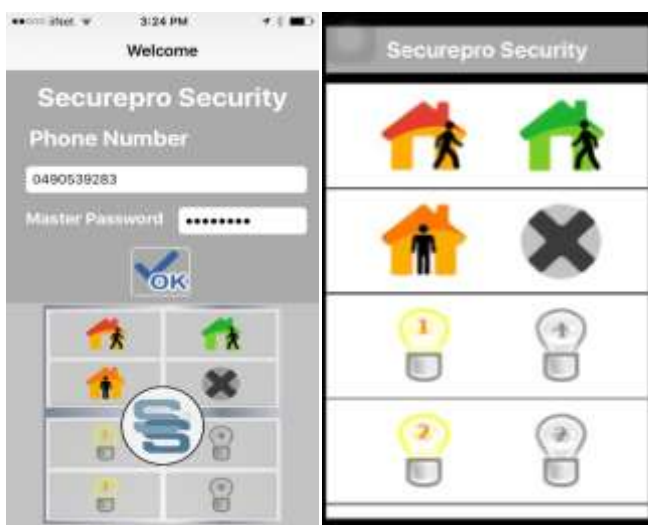 3:24 PM
Welcome
Securepro Security
Phone Number
0490539283
Master Password
OK
Securepro Security
1
2